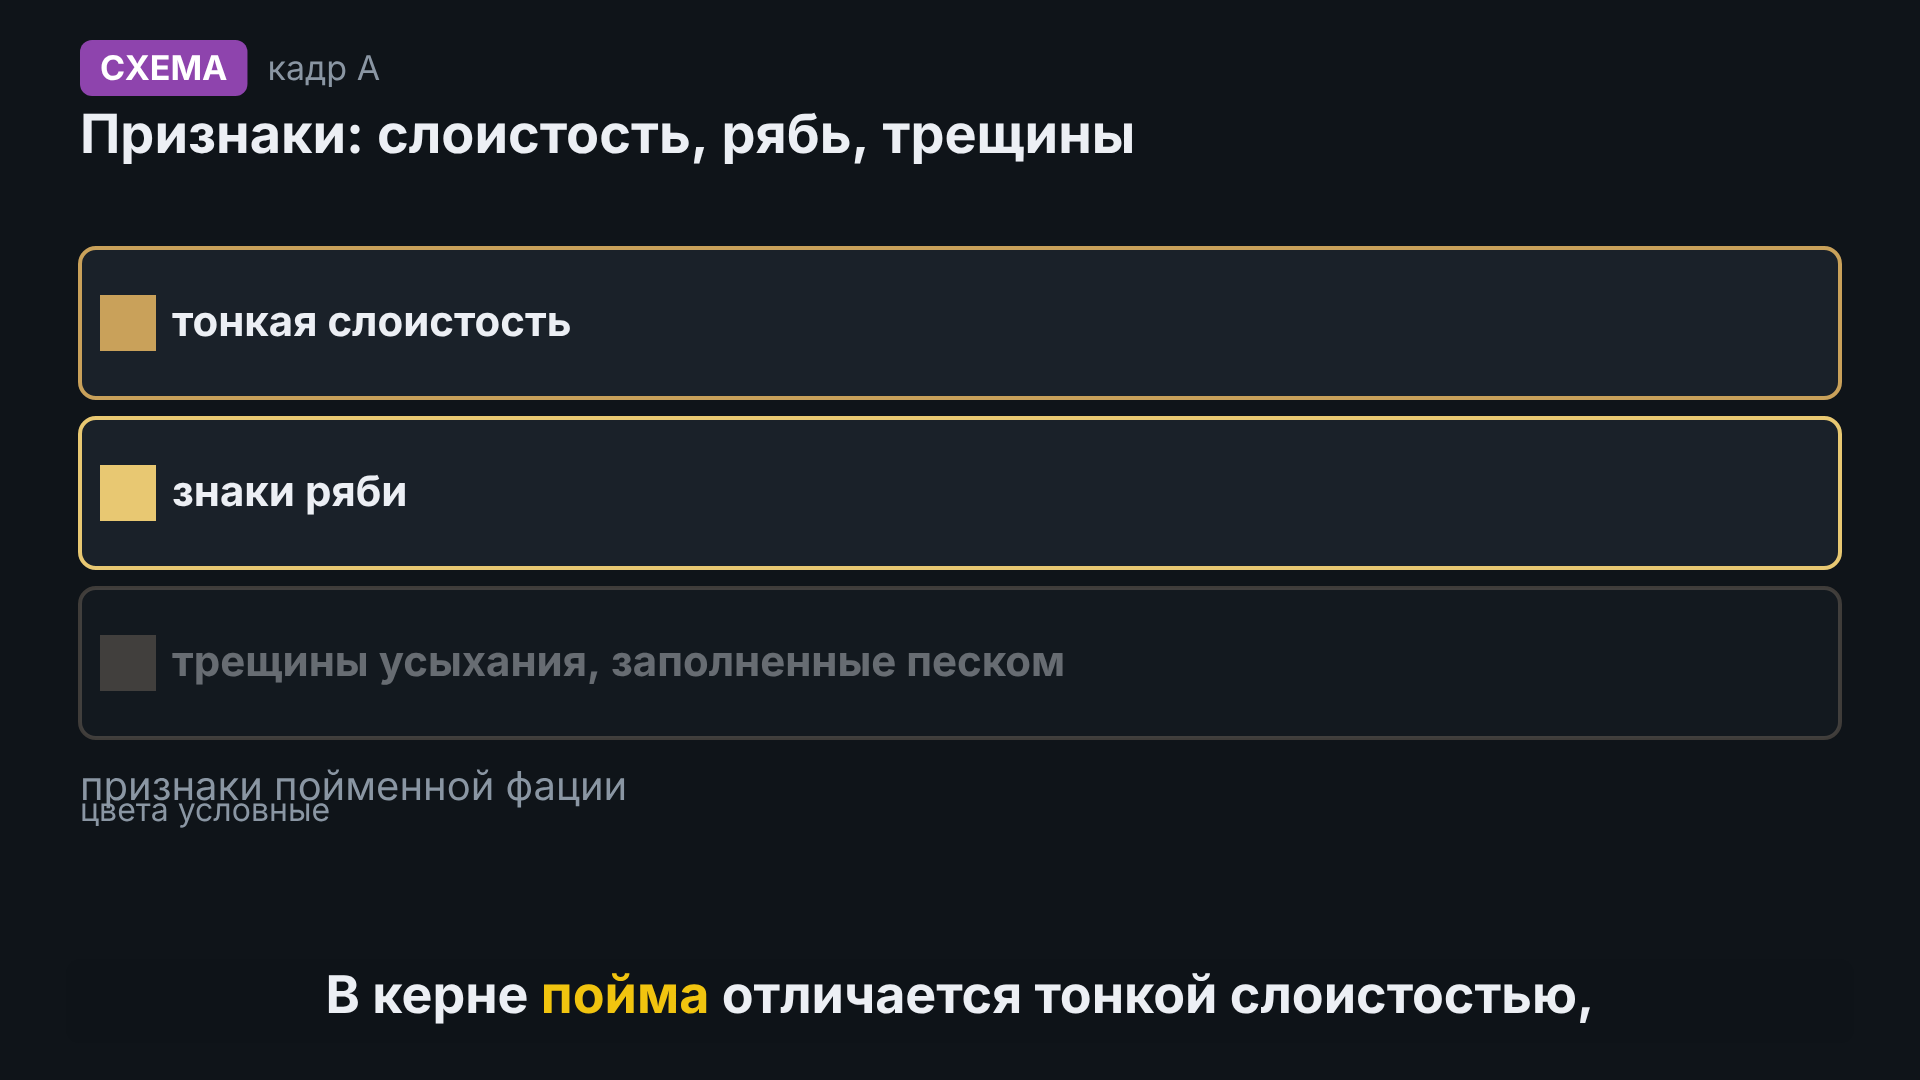 СХЕМА кадр А
Признаки: слоистость, рябь, трещины
тонкая слоистость
знаки ряби
трещины усыхания, заполненные песком
признаки пойменной фации
цвета условные
В керне пойма отличается тонкой слоистостью,